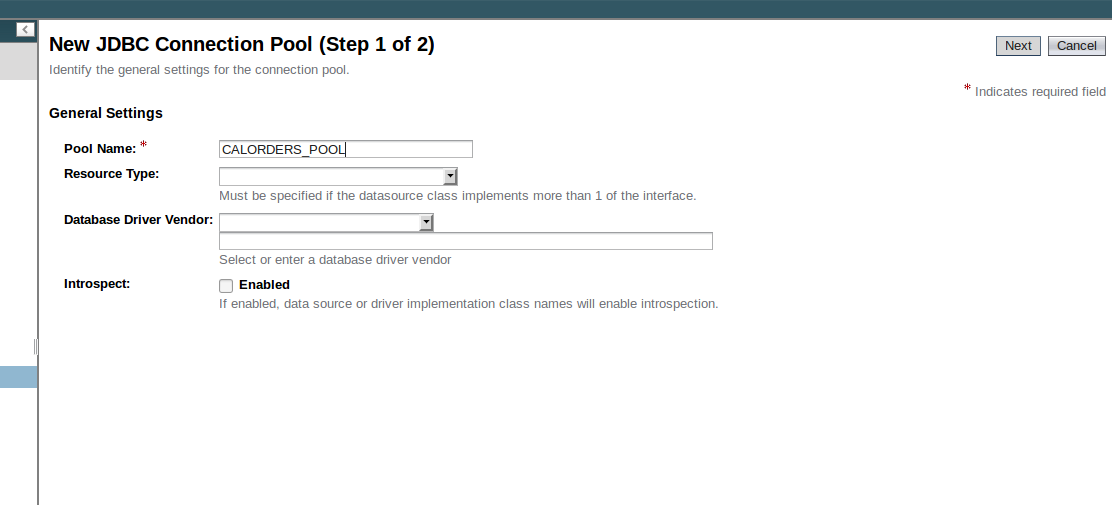 New JDBC Connection Pool (Step 1 of 2)
Next Cancel
Identify the general settings for the connection pool.
* Indicates required field
General Settings
Pool Name: * CALORDERS_POOL
Resource Type:
Must be specified if the datasource class implements more than 1 of the interface.
Database Driver Vendor:
Select or enter a database driver vendor
Introspect: Enabled
If enabled, data source or driver implementation class names will enable introspection.